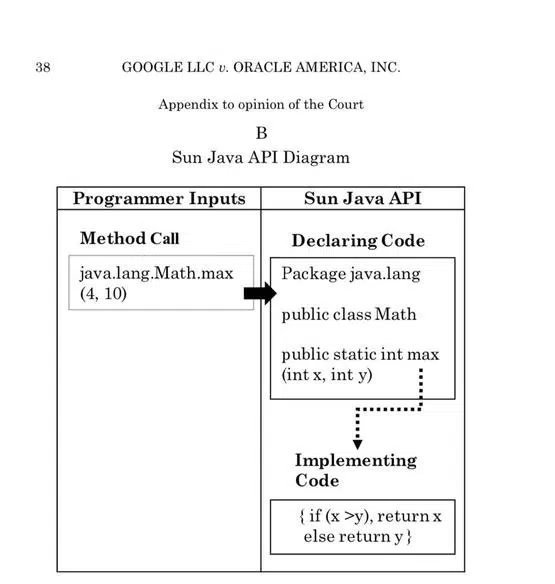 38
GOOGLE LLC v. ORACLE AMERICA, INC.
Appendix to opinion of the Court
B
Sun Java API Diagram
Programmer Inputs
Sun Java API
Method Call
java.lang.Math.max
(4, 10)
Declaring Code
Package java.lang
public class Math
public static int max
(int x, int y)
Implementing
Code
{ if (x >y), return x
else return y}